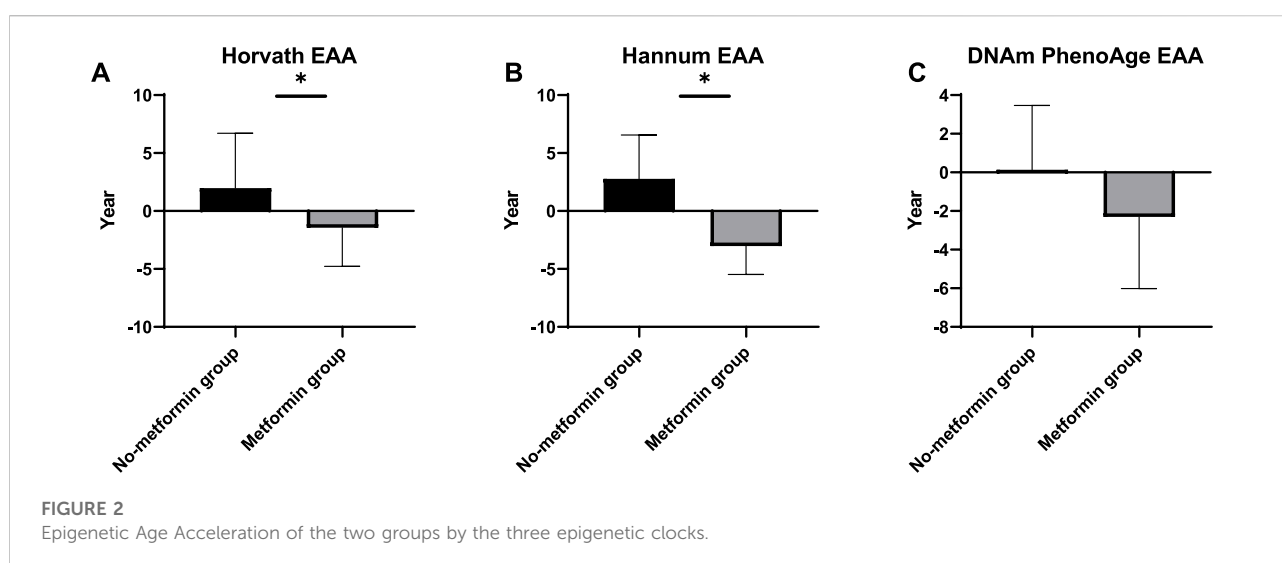 A
Horvath EAA
*
Year
10
5
0
-5
-10
No-metformin group
Metformin group
B
Hannum EAA
*
Year
10
5
0
-5
-10
No-metformin group
Metformin group
C
DNAm PhenoAge EAA
Year
4
2
0
-2
-4
-6
-8
No-metformin group
Metformin group
FIGURE 2
Epigenetic Age Acceleration of the two groups by the three epigenetic clocks.